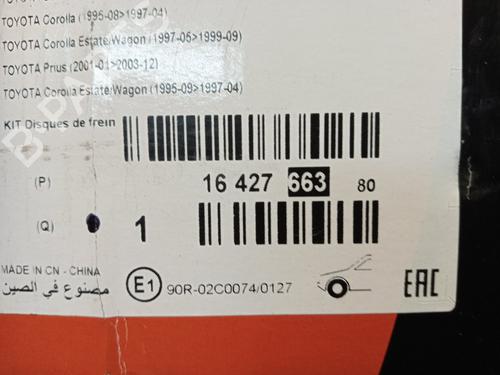 TOYOTA Corolla (1995-08>1997-04)
TOYOTA Corolla Estate/Wagon (1997-05>1999-09)
TOYOTA Prius (2001-01>2003-12)
TOYOTA Corolla Estate/Wagon (1995-09>1997-04)
KIT Disques de frein
(P) 16 427 663 80
(Q) 1
MADE IN CN - CHINA
مصنوع في الصين
E1 90R-02C0074/0127
EAC
B-PARTS